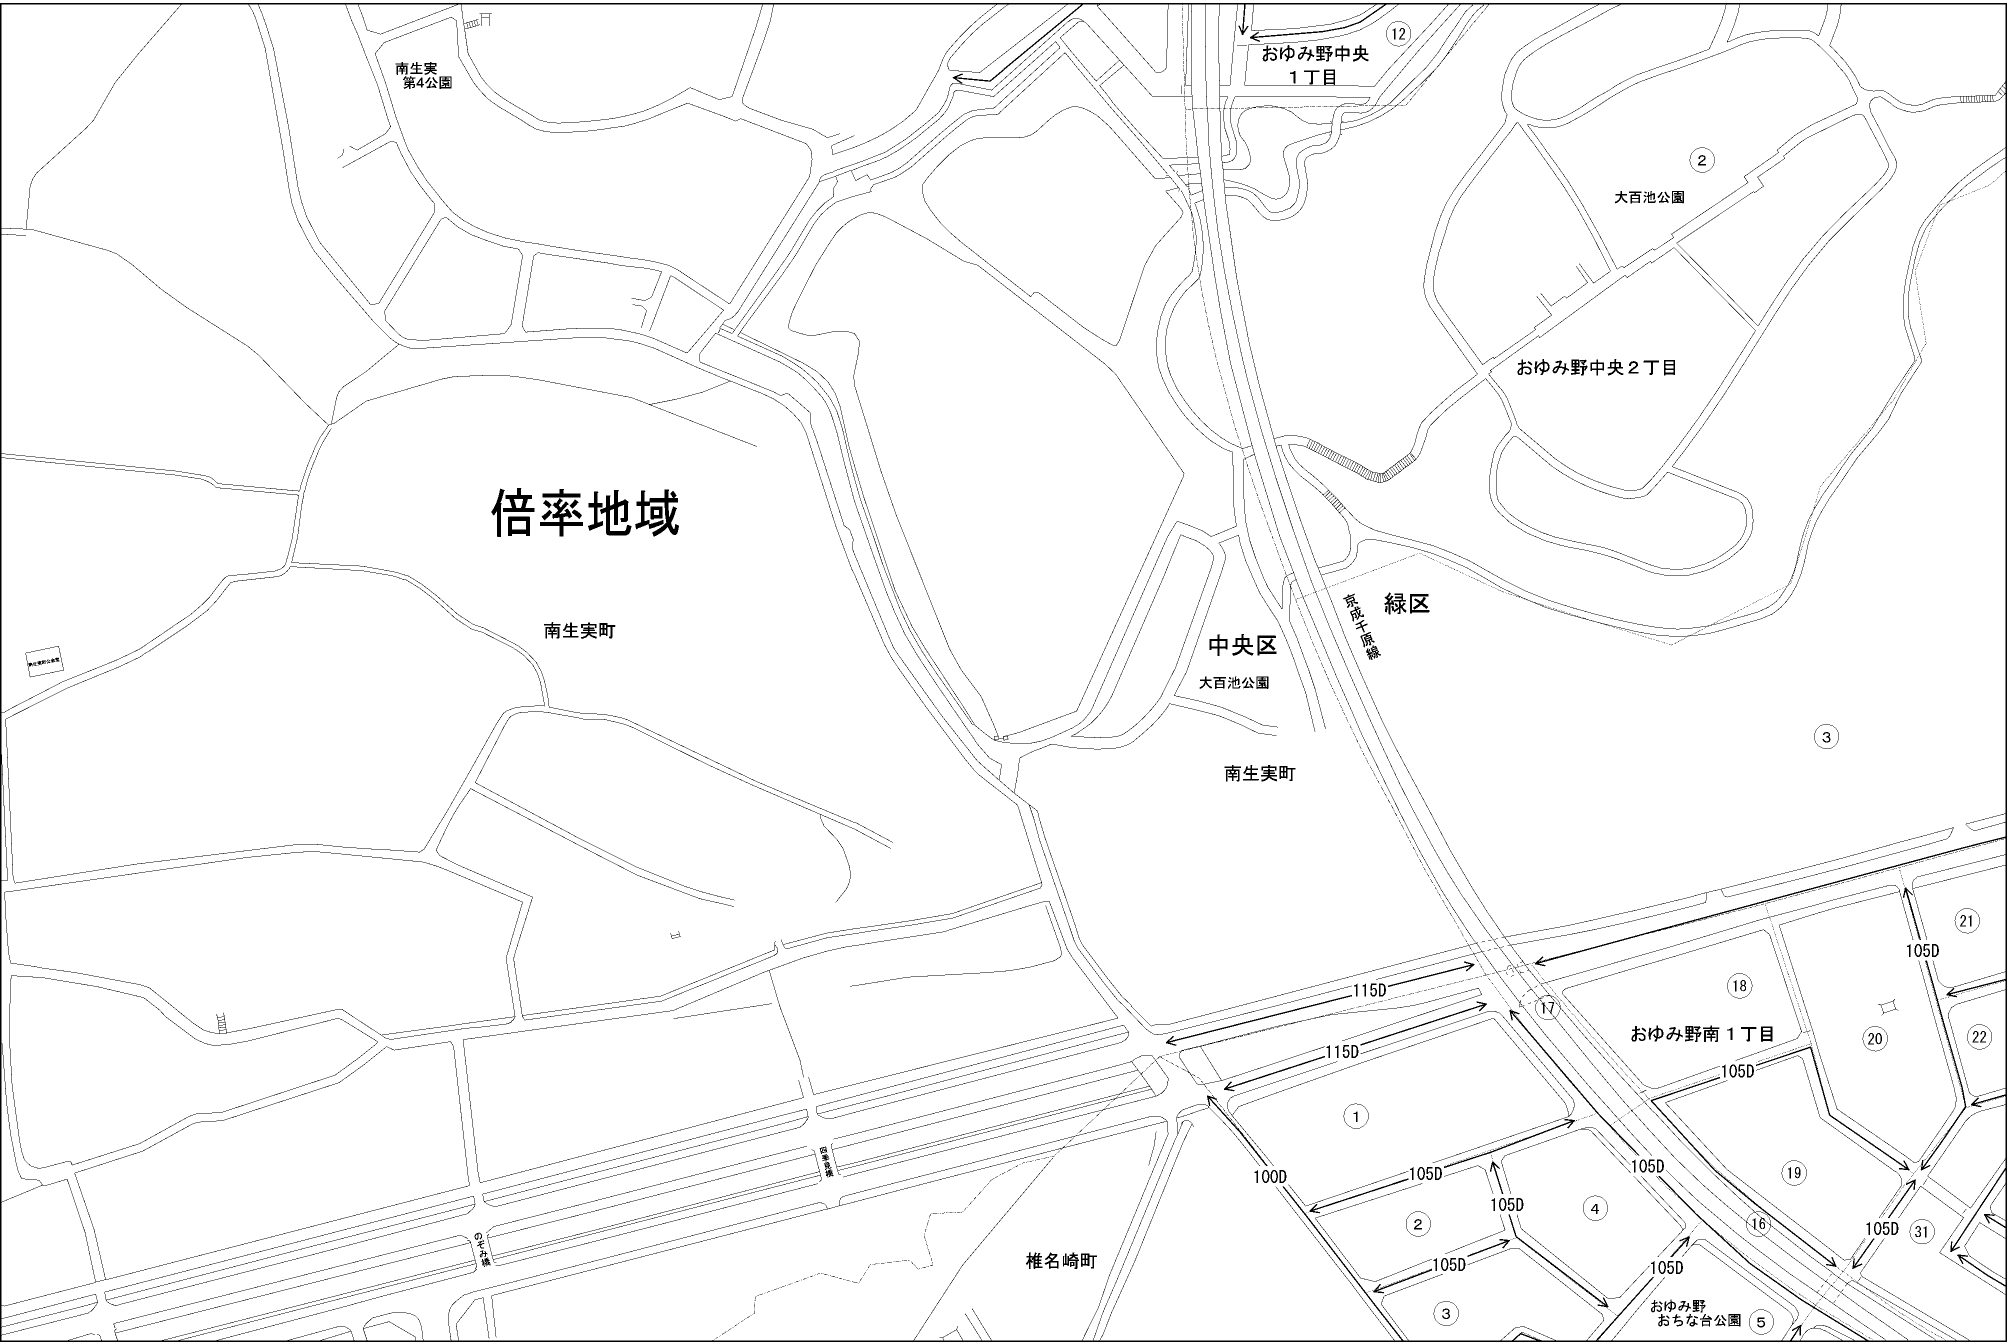 ⑫
おゆみ野中央
１丁目
南生実
第4公園
②
大百池公園
おゆみ野中央２丁目
倍率地域
南生実町
京成千原線
緑区
中央区
大百池公園
③
南生実町
㉑
105D
115D
⑱
⑰
おゆみ野南１丁目
⑳
㉒
115D
105D
①
四季見橋
100D
105D
105D
105D
⑲
②
④
⑯
105D
㉛
のぞみ橋
椎名崎町
105D
105D
③
おゆみ野
おちな台公園
⑤